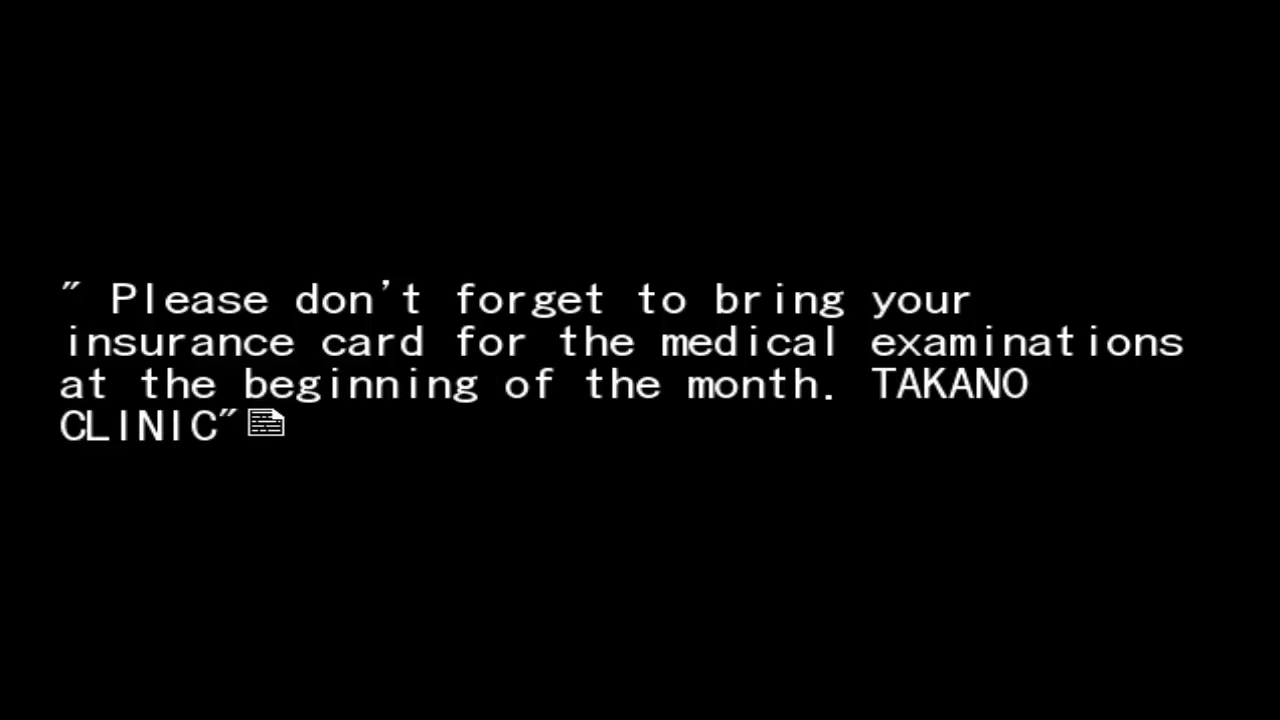 " Please don't forget to bring your
insurance card for the medical examinations
at the beginning of the month. TAKANO
CLINIC"